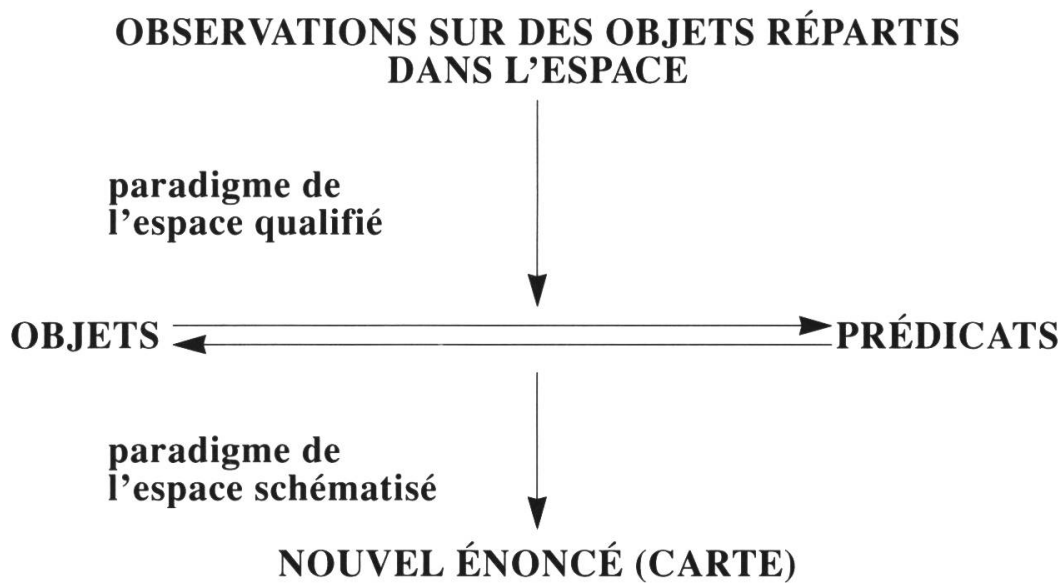 OBSERVATIONS SUR DES OBJETS RÉPARTIS
DANS L'ESPACE
paradigme de
l'espace qualifié
OBJETS PRÉDICATS
paradigme de
l'espace schématisé
NOUVEL ÉNONCÉ (CARTE)